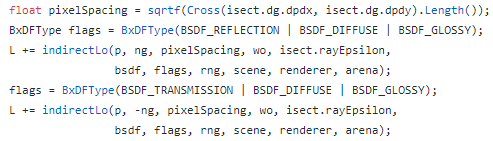 float pixelSpacing = sqrtf(Cross(isect.dg.dpdx, isect.dg.dpdy).Length());
BxDFType flags = BxDFType(BSDF_REFLECTION | BSDF_DIFFUSE | BSDF_GLOSSY);
L += indirectLo(p, ng, pixelSpacing, wo, isect.rayEpsilon,
bsdf, flags, rng, scene, renderer, arena);
flags = BxDFType(BSDF_TRANSMISSION | BSDF_DIFFUSE | BSDF_GLOSSY);
L += indirectLo(p, -ng, pixelSpacing, wo, isect.rayEpsilon,
bsdf, flags, rng, scene, renderer, arena);